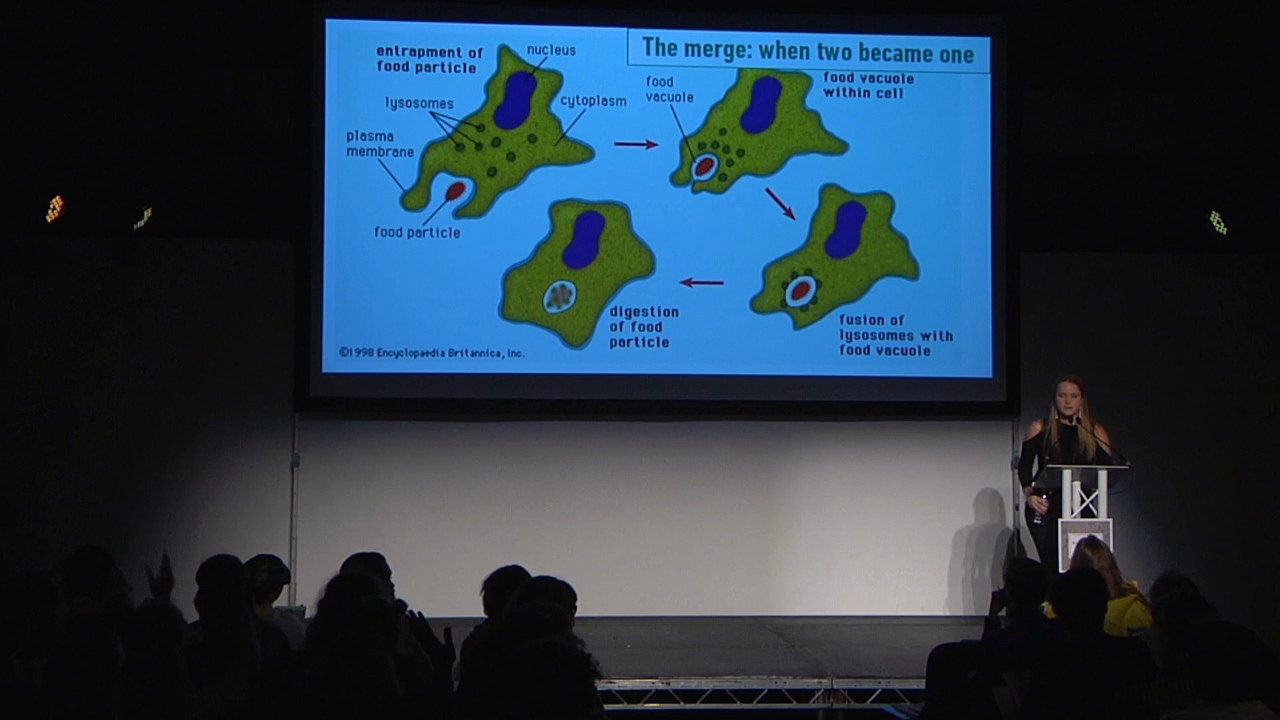 The merge: when two became one
entrapment of
food particle
nucleus
lysosomes
cytoplasm
plasma
membrane
food particle
food
vacuole
food vacuole
within cell
fusion of
lysosomes with
food vacuole
digestion
of food
particle
©1998 Encyclopaedia Britannica, Inc.